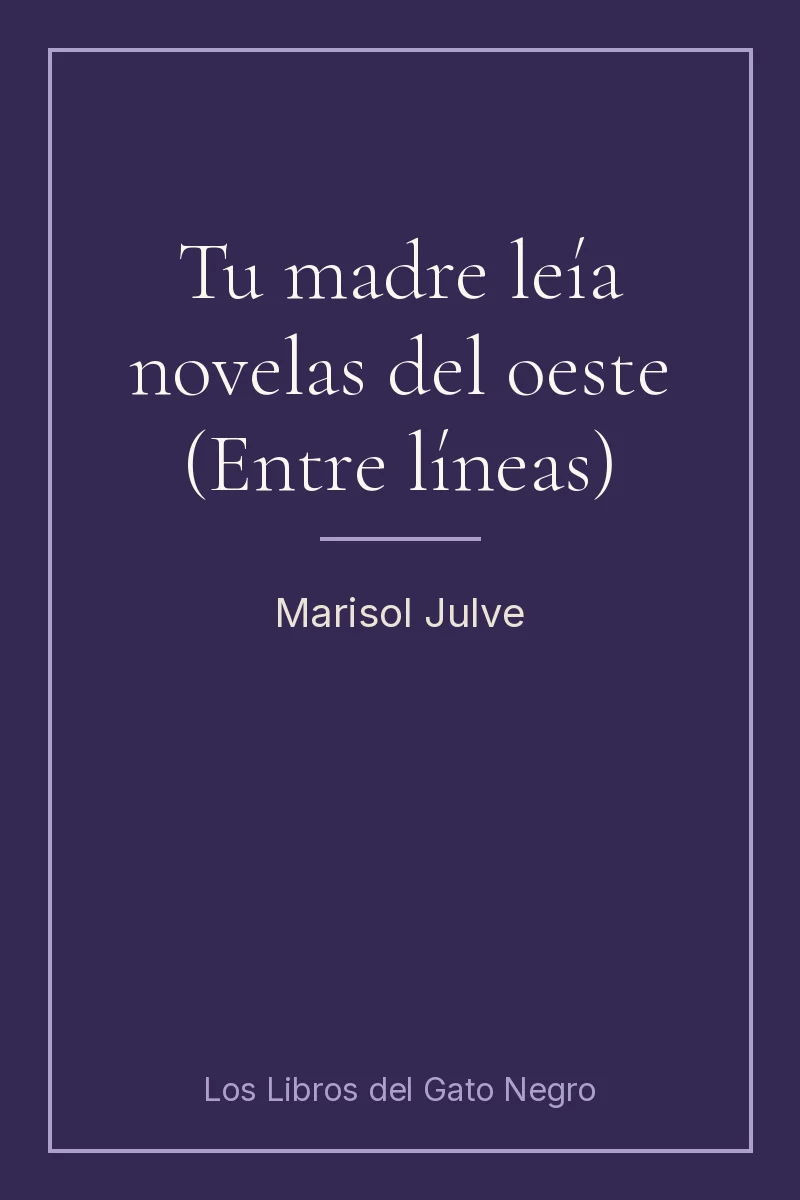 Tu madre leía
novelas del oeste
(Entre líneas)
Marisol Julve
Los Libros del Gato Negro